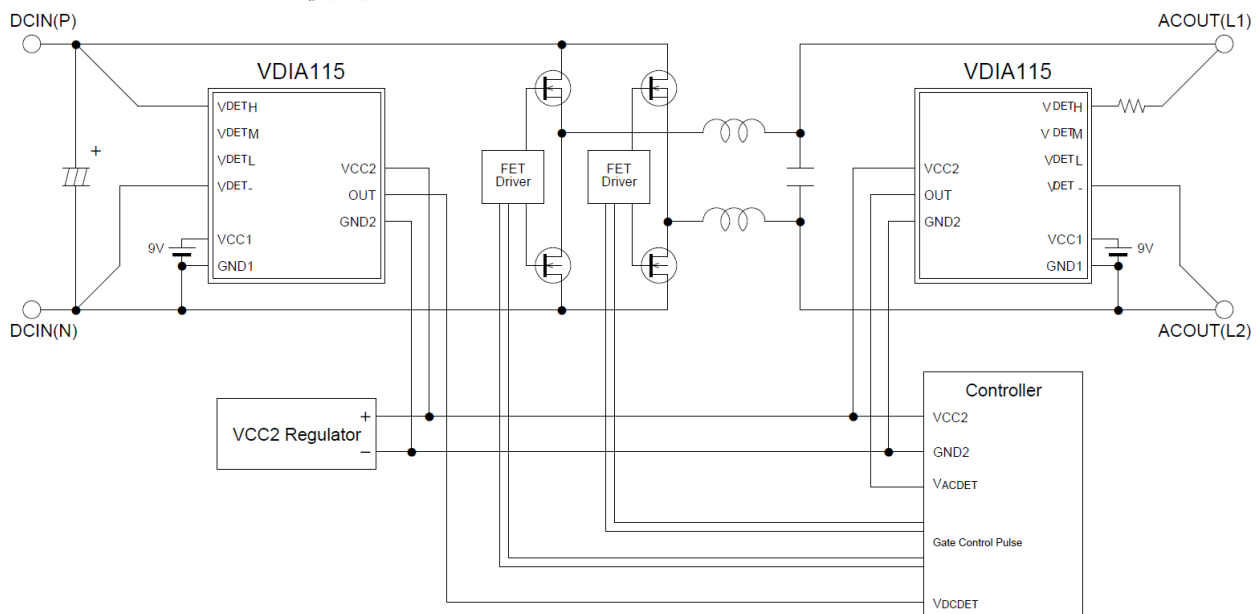 DCIN(P)
ACOUT(L1)
VDIA115
VDETH
VDETM
VDETL
VDET-
VCC1
GND1
VCC2
OUT
GND2
9V
+
FET
Driver
FET
Driver
VDIA115
VDETH
VDETM
VDETL
VDET-
VCC1
GND1
VCC2
OUT
GND2
9V
DCIN(N)
ACOUT(L2)
VCC2 Regulator
+
−
Controller
VCC2
GND2
VACDET
Gate Control Pulse
VDCDET